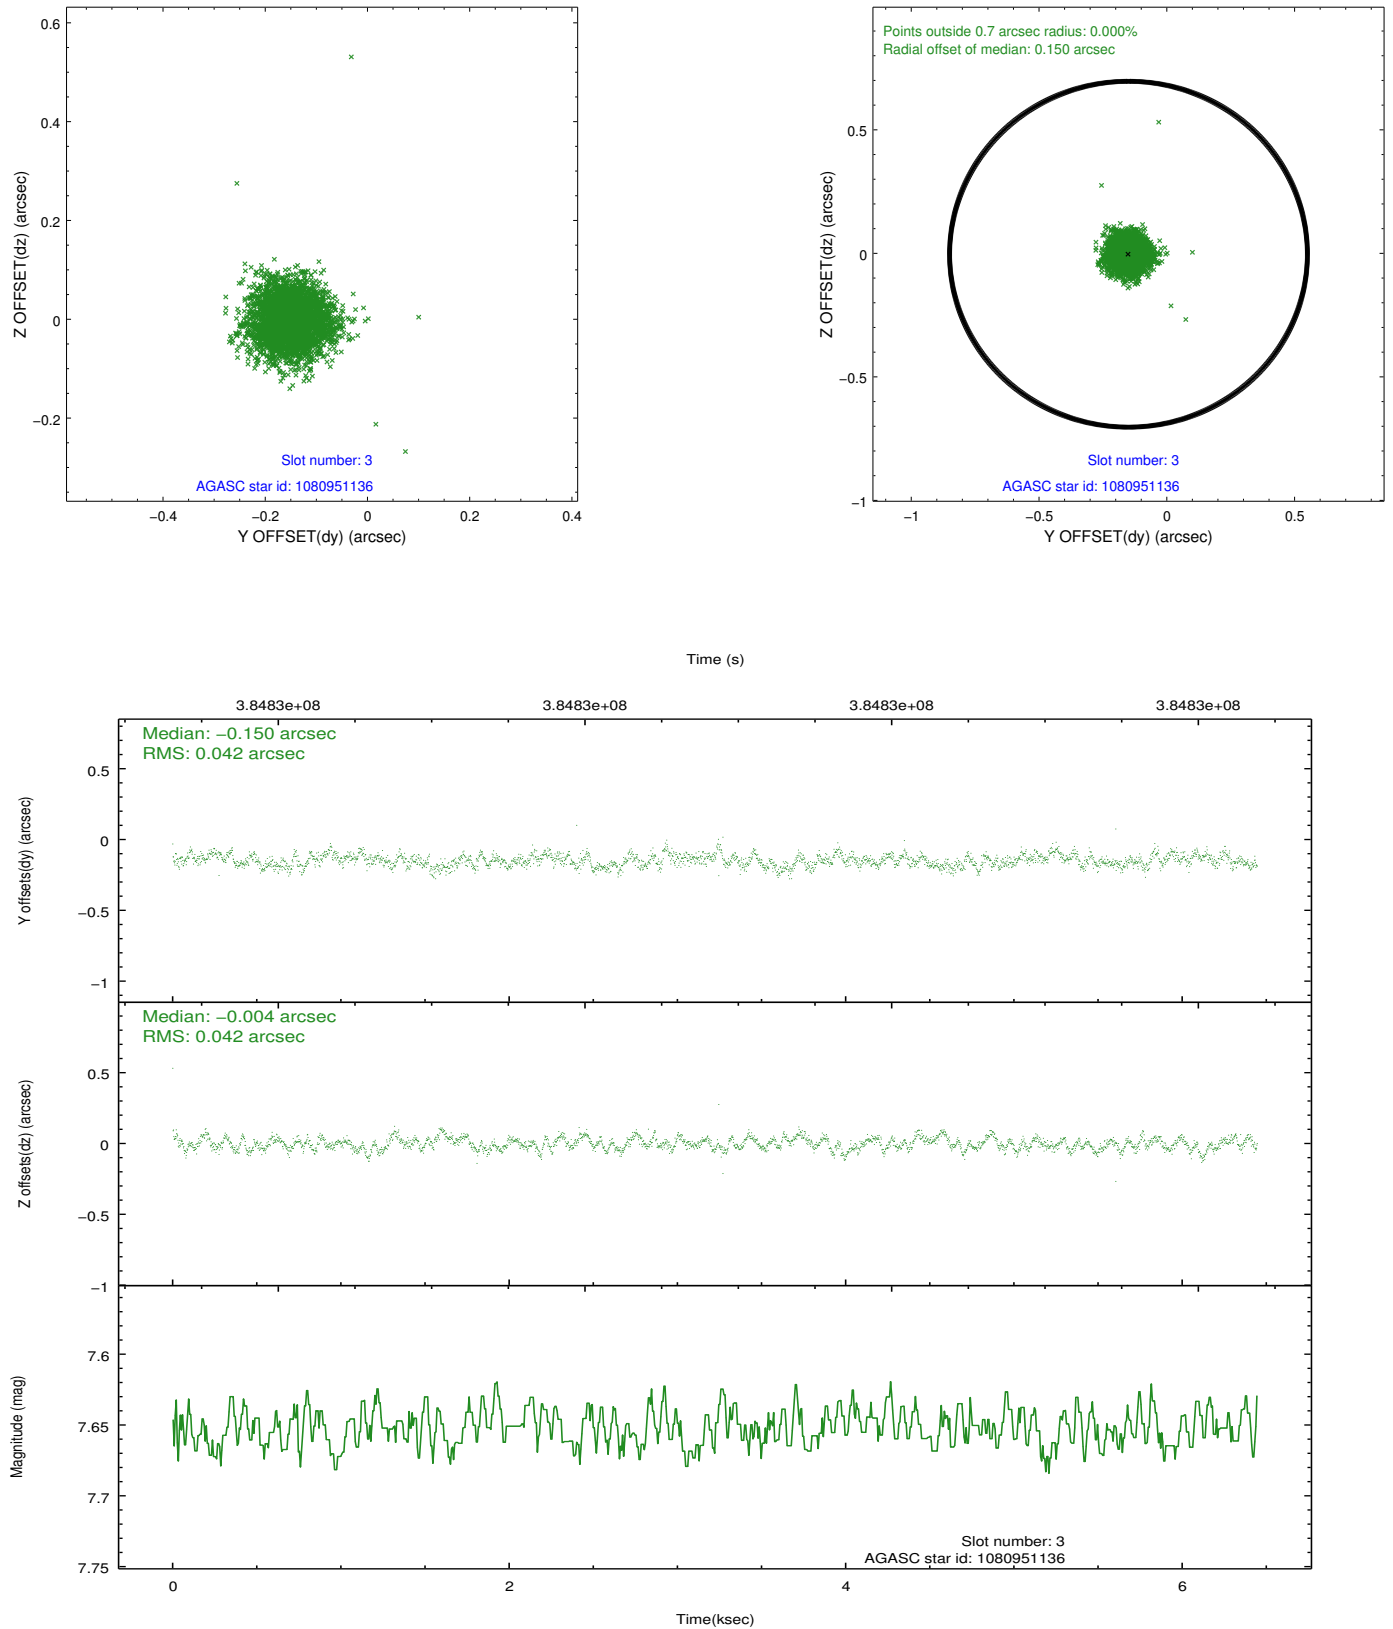 0.6
0.4
0.2
0
−0.2
Z OFFSET(dz) (arcsec)
Slot number: 3
AGASC star id: 1080951136
−0.4 −0.2 0 0.2 0.4
Y OFFSET(dy) (arcsec)
Points outside 0.7 arcsec radius: 0.000%
Radial offset of median: 0.150 arcsec
0.5
0
−0.5
−1
Z OFFSET(dz) (arcsec)
Slot number: 3
AGASC star id: 1080951136
−1 −0.5 0 0.5
Y OFFSET(dy) (arcsec)
Time (s)
3.8483e+08 3.8483e+08 3.8483e+08 3.8483e+08
Median: −0.150 arcsec
RMS: 0.042 arcsec
0.5
0
−0.5
−1
Y offsets(dy) (arcsec)
Median: −0.004 arcsec
RMS: 0.042 arcsec
0.5
0
−0.5
−1
Z offsets(dz) (arcsec)
7.6
7.65
7.7
7.75
Magnitude (mag)
Slot number: 3
AGASC star id: 1080951136
0 2 4 6
Time(ksec)